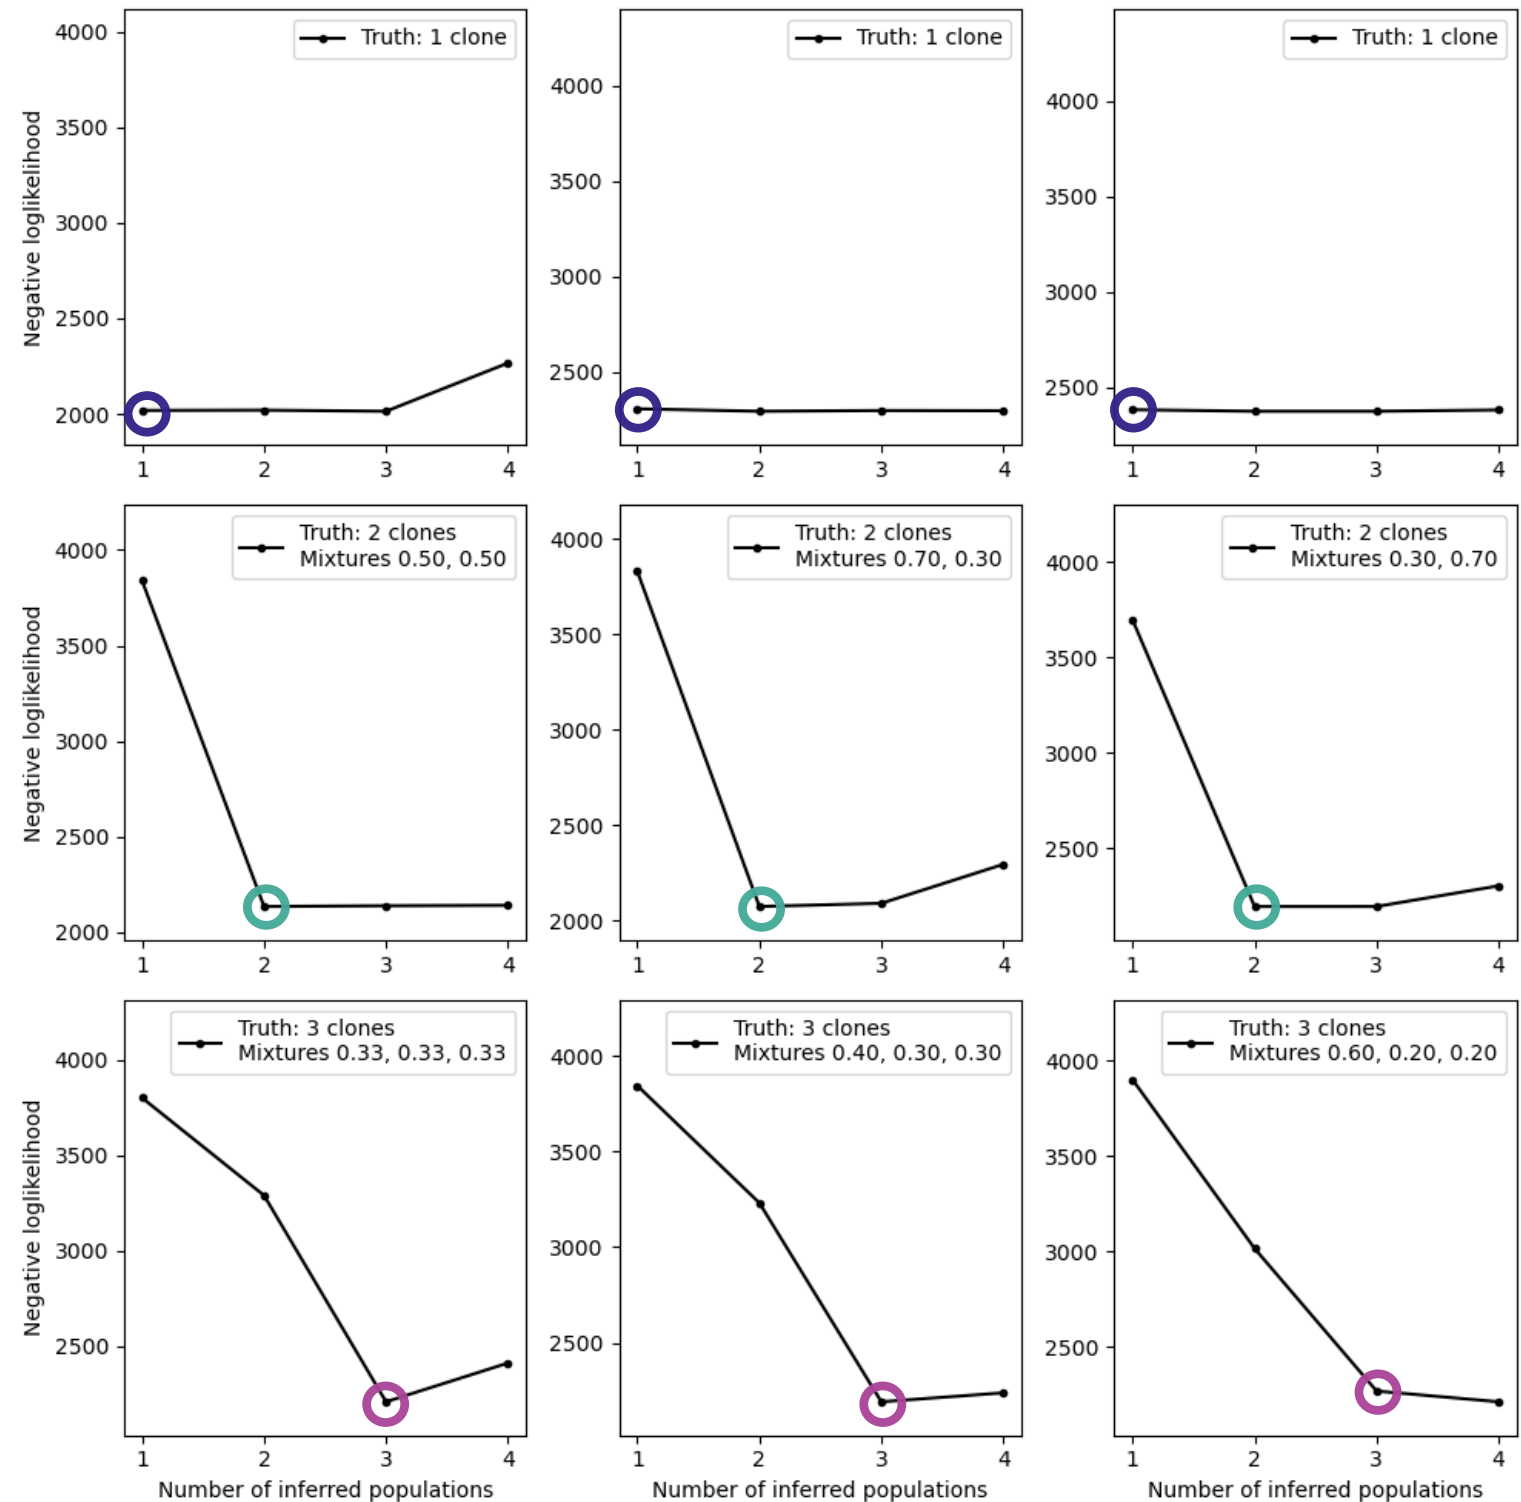 Truth: 1 clone
4000
3500
3000
2500
2000
Negative loglikelihood
1 2 3 4
Truth: 1 clone
4000
3500
3000
2500
1 2 3 4
Truth: 1 clone
4000
3500
3000
2500
1 2 3 4
Truth: 2 clones
Mixtures 0.50, 0.50
4000
3500
3000
2500
2000
Negative loglikelihood
1 2 3 4
Truth: 2 clones
Mixtures 0.70, 0.30
4000
3500
3000
2500
2000
1 2 3 4
Truth: 2 clones
Mixtures 0.30, 0.70
4000
3500
3000
2500
1 2 3 4
Truth: 3 clones
Mixtures 0.33, 0.33, 0.33
4000
3500
3000
2500
Negative loglikelihood
1 2 3 4
Number of inferred populations
Truth: 3 clones
Mixtures 0.40, 0.30, 0.30
4000
3500
3000
2500
1 2 3 4
Number of inferred populations
Truth: 3 clones
Mixtures 0.60, 0.20, 0.20
4000
3500
3000
2500
1 2 3 4
Number of inferred populations